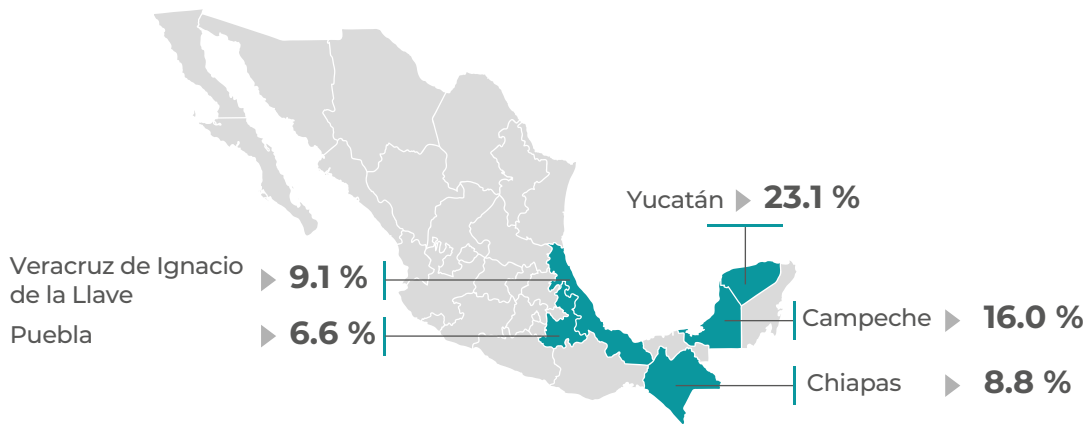 Yucatán 23.1 %
Veracruz de Ignacio
de la Llave
9.1 %
Puebla 6.6 %
Campeche 16.0 %
Chiapas 8.8 %